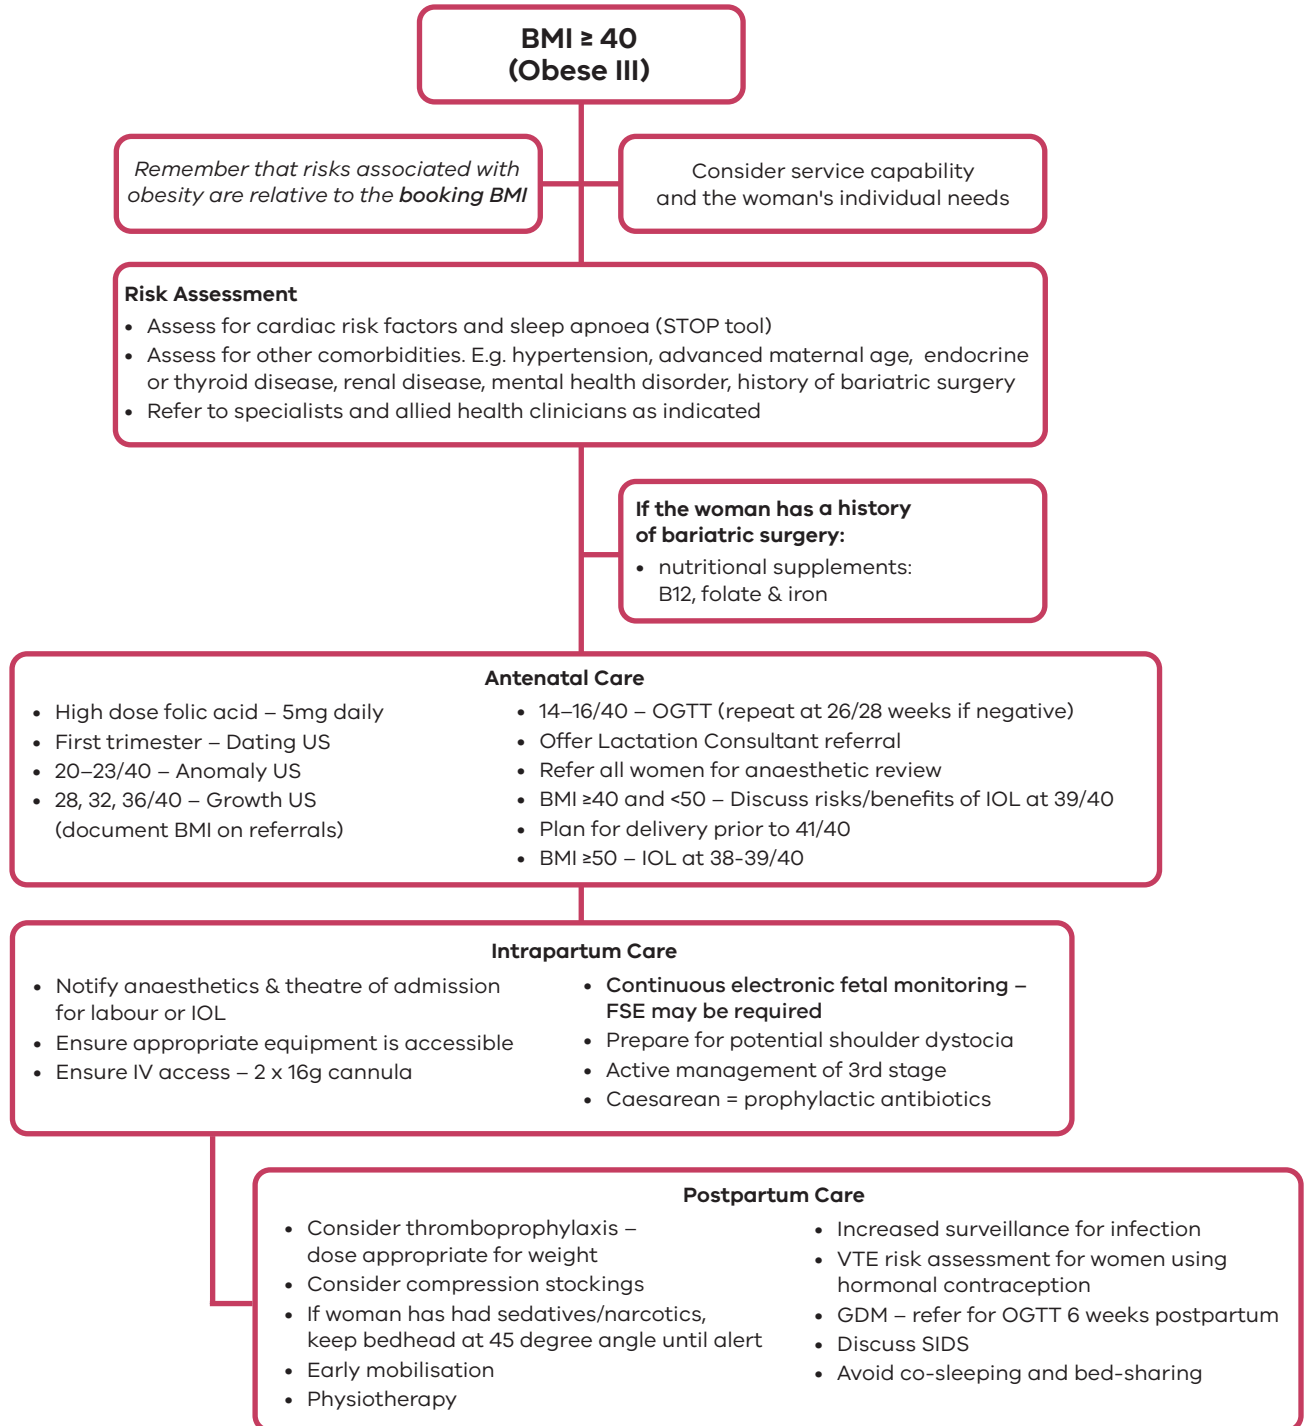 BMI ≥ 40
(Obese III)
Remember that risks associated with
obesity are relative to the booking BMI
Consider service capability
and the woman's individual needs
Risk Assessment
• Assess for cardiac risk factors and sleep apnoea (STOP tool)
• Assess for other comorbidities. E.g. hypertension, advanced maternal age, endocrine
or thyroid disease, renal disease, mental health disorder, history of bariatric surgery
• Refer to specialists and allied health clinicians as indicated
If the woman has a history
of bariatric surgery:
• nutritional supplements:
B12, folate & iron
Antenatal Care
• High dose folic acid – 5mg daily
• First trimester – Dating US
• 20–23/40 – Anomaly US
• 28, 32, 36/40 – Growth US
(document BMI on referrals)
• 14–16/40 – OGTT (repeat at 26/28 weeks if negative)
• Offer Lactation Consultant referral
• Refer all women for anaesthetic review
• BMI ≥40 and <50 – Discuss risks/benefits of IOL at 39/40
• Plan for delivery prior to 41/40
• BMI ≥50 – IOL at 38-39/40
Intrapartum Care
• Notify anaesthetics & theatre of admission
for labour or IOL
• Ensure appropriate equipment is accessible
• Ensure IV access – 2 x 16g cannula
• Continuous electronic fetal monitoring –
FSE may be required
• Prepare for potential shoulder dystocia
• Active management of 3rd stage
• Caesarean = prophylactic antibiotics
Postpartum Care
• Consider thromboprophylaxis –
dose appropriate for weight
• Consider compression stockings
• If woman has had sedatives/narcotics,
keep bedhead at 45 degree angle until alert
• Early mobilisation
• Physiotherapy
• Increased surveillance for infection
• VTE risk assessment for women using
hormonal contraception
• GDM – refer for OGTT 6 weeks postpartum
• Discuss SIDS
• Avoid co-sleeping and bed-sharing